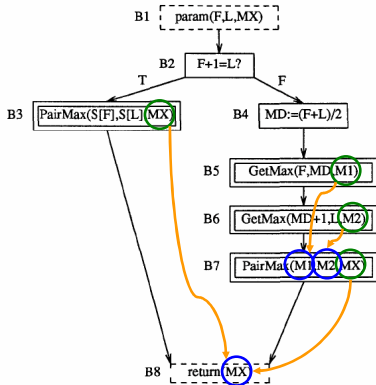 B1 param(F,L,MX)
B2 F+1=L?
T F
B3 PairMax(S[F],S[L] MX)
B4 MD:=(F+L)/2
B5 GetMax(F,MD,M1)
B6 GetMax(MD+1,L,M2)
B7 PairMax(M1,M2,MX)
B8 return MX